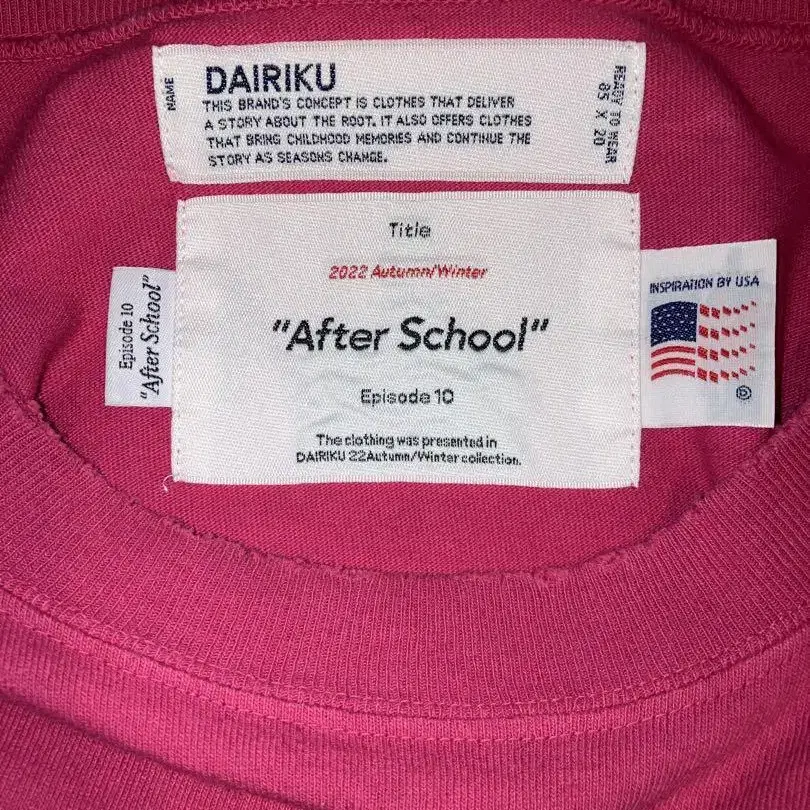 NAME
DAIRIKU
THIS BRAND'S CONCEPT IS CLOTHES THAT DELIVER
A STORY ABOUT THE ROOT. IT ALSO OFFERS CLOTHES
THAT BRING CHILDHOOD MEMORIES AND CONTINUE THE
STORY AS SEASONS CHANGE.
READY TO WEAR
85 X 20
Title
2022 Autumn/Winter
"After School"
Episode 10
The clothing was presented in
DAIRIKU 22Autumn/Winter collection.
Episode 10
"After School"
INSPIRATION BY USA
D